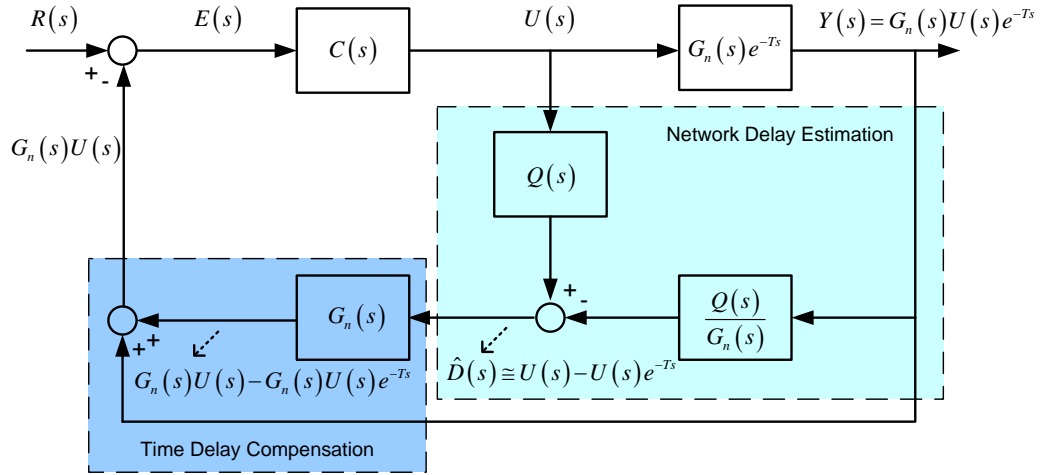 R(s)
E(s)
U(s)
Y(s) = G_n(s)U(s)e^{-Ts}
C(s)
G_n(s)e^{-Ts}
+ -
Network Delay Estimation
G_n(s)U(s)
Q(s)
+ -
G_n(s)
Q(s)/G_n(s)
+ +
D̂(s) ≅ U(s) − U(s)e^{-Ts}
G_n(s)U(s) − G_n(s)U(s)e^{-Ts}
Time Delay Compensation